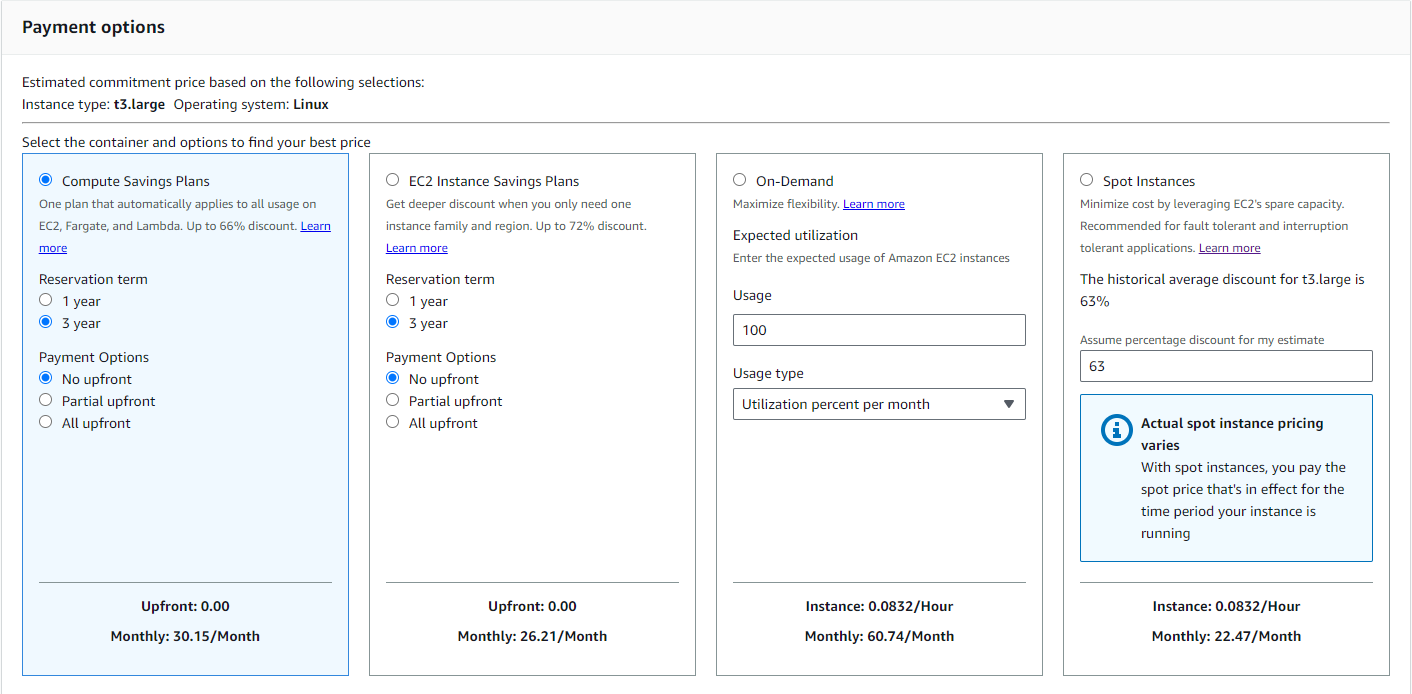 Payment options
Estimated commitment price based on the following selections:
Instance type: t3.large Operating system: Linux
Select the container and options to find your best price
Compute Savings Plans
One plan that automatically applies to all usage on
EC2, Fargate, and Lambda. Up to 66% discount. Learn
more
Reservation term
1 year
3 year
Payment Options
No upfront
Partial upfront
All upfront
Upfront: 0.00
Monthly: 30.15/Month
EC2 Instance Savings Plans
Get deeper discount when you only need one
instance family and region. Up to 72% discount.
Learn more
Reservation term
1 year
3 year
Payment Options
No upfront
Partial upfront
All upfront
Upfront: 0.00
Monthly: 26.21/Month
On-Demand
Maximize flexibility. Learn more
Expected utilization
Enter the expected usage of Amazon EC2 instances
Usage
100
Usage type
Utilization percent per month
Instance: 0.0832/Hour
Monthly: 60.74/Month
Spot Instances
Minimize cost by leveraging EC2's spare capacity.
Recommended for fault tolerant and interruption
tolerant applications. Learn more
The historical average discount for t3.large is
63%
Assume percentage discount for my estimate
63
Actual spot instance pricing
varies
With spot instances, you pay the
spot price that's in effect for the
time period your instance is
running
Instance: 0.0832/Hour
Monthly: 22.47/Month